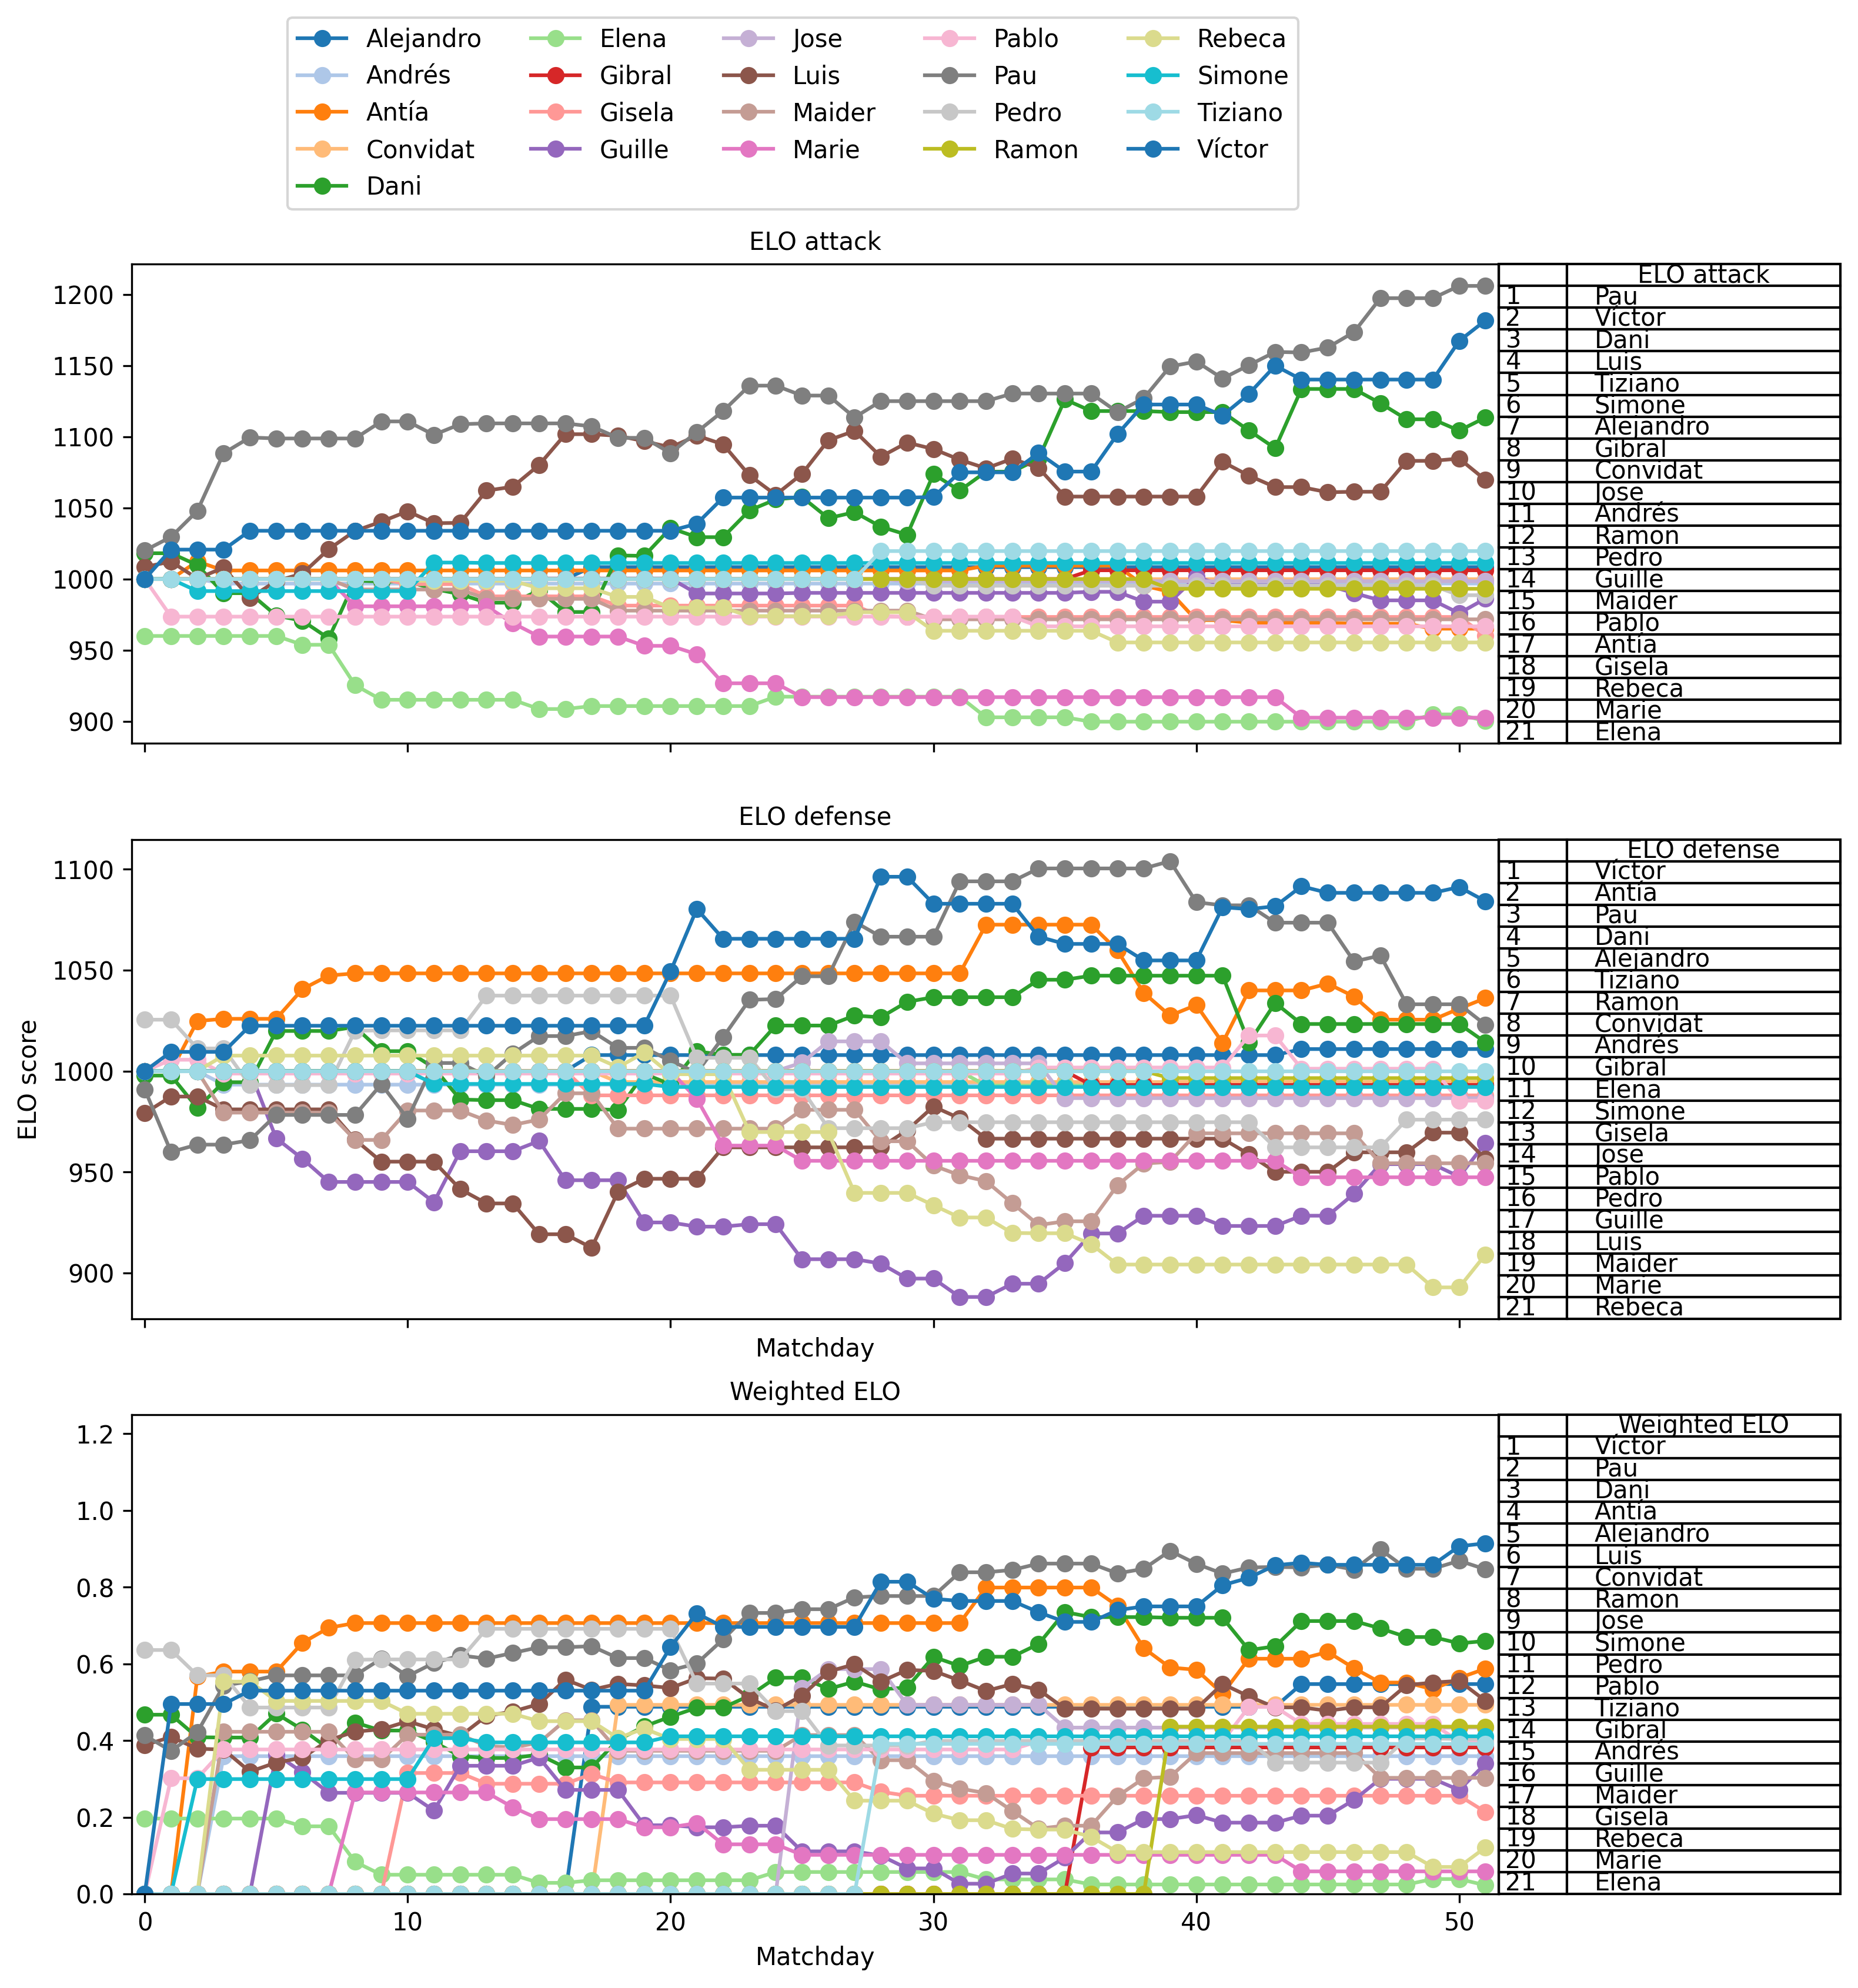 Alejandro Elena Jose Pablo Rebeca
Andrés Gibral Luis Pau Simone
Antía Gisela Maider Pedro Tiziano
Convidat Guille Marie Ramon Víctor
Dani
ELO attack
1200
1150
1100
1050
1000
950
900
ELO attack
1 Pau
2 Víctor
3 Dani
4 Luis
5 Tiziano
6 Simone
7 Alejandro
8 Gibral
9 Convidat
10 Jose
11 Andrés
12 Ramon
13 Pedro
14 Guille
15 Maider
16 Pablo
17 Antía
18 Gisela
19 Rebeca
20 Marie
21 Elena
ELO defense
ELO score
1100
1050
1000
950
900
Matchday
ELO defense
1 Víctor
2 Antía
3 Pau
4 Dani
5 Alejandro
6 Tiziano
7 Ramon
8 Convidat
9 Andrés
10 Gibral
11 Elena
12 Simone
13 Gisela
14 Jose
15 Pablo
16 Pedro
17 Guille
18 Luis
19 Maider
20 Marie
21 Rebeca
Weighted ELO
1.2
1.0
0.8
0.6
0.4
0.2
0.0
0 10 20 30 40 50
Matchday
Weighted ELO
1 Víctor
2 Pau
3 Dani
4 Antía
5 Alejandro
6 Luis
7 Convidat
8 Ramon
9 Jose
10 Simone
11 Pedro
12 Pablo
13 Tiziano
14 Gibral
15 Andrés
16 Guille
17 Maider
18 Gisela
19 Rebeca
20 Marie
21 Elena